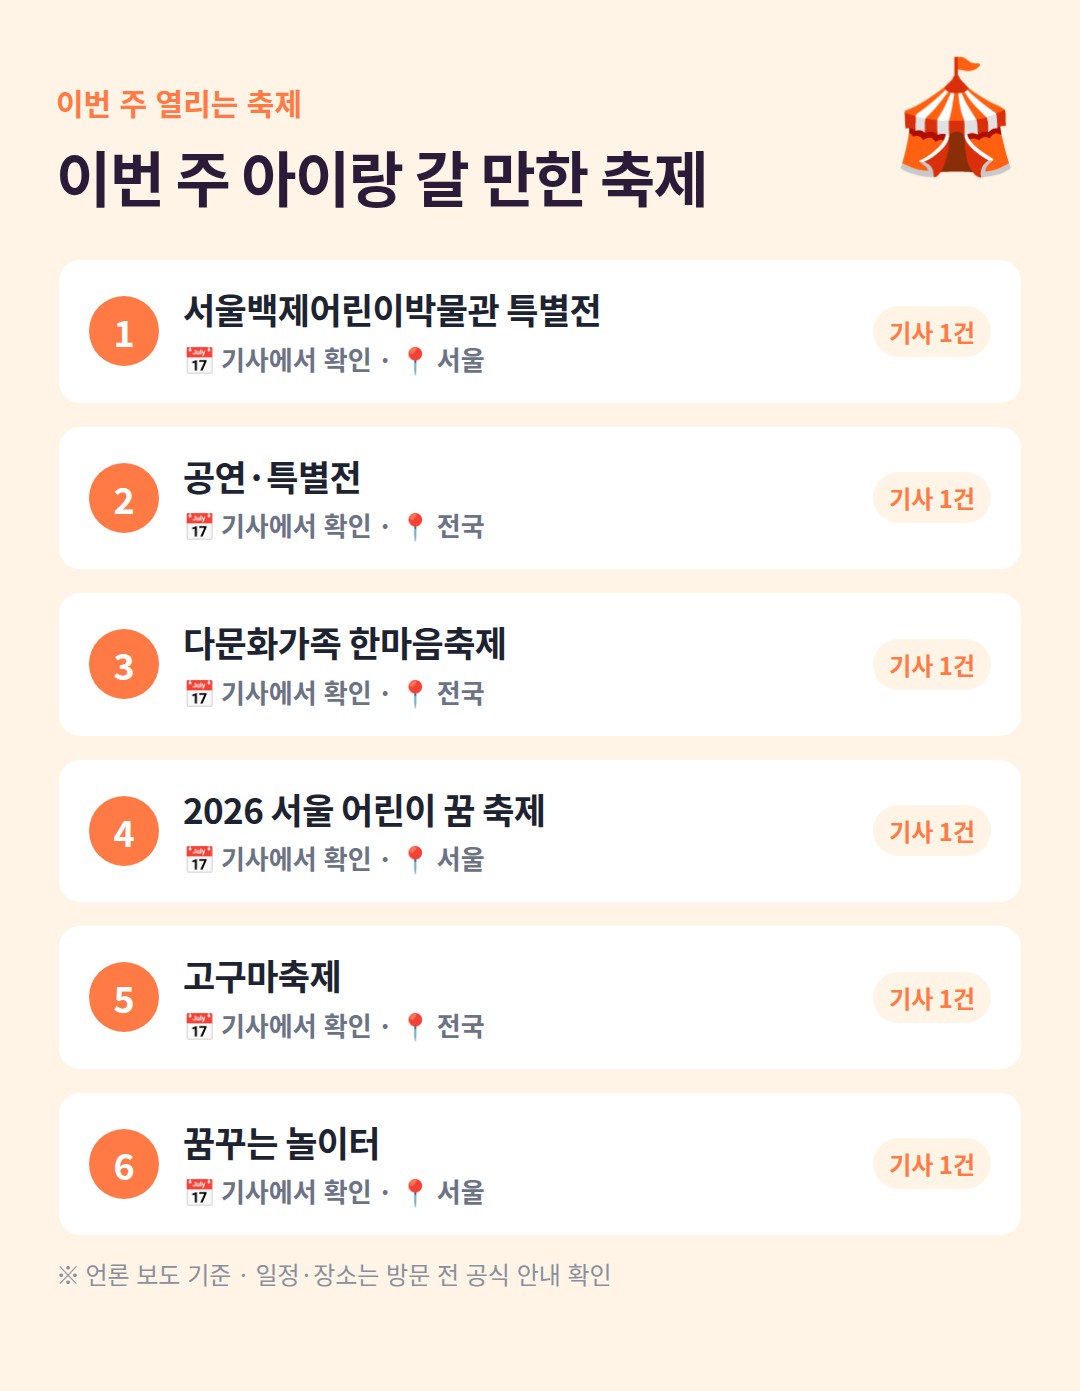 이번 주 열리는 축제
이번 주 아이랑 갈 만한 축제
1
서울백제어린이박물관 특별전
📅 기사에서 확인 · 📍 서울
기사 1건
2
공연·특별전
📅 기사에서 확인 · 📍 전국
기사 1건
3
다문화가족 한마음축제
📅 기사에서 확인 · 📍 전국
기사 1건
4
2026 서울 어린이 꿈 축제
📅 기사에서 확인 · 📍 서울
기사 1건
5
고구마축제
📅 기사에서 확인 · 📍 전국
기사 1건
6
꿈꾸는 놀이터
📅 기사에서 확인 · 📍 서울
기사 1건
※ 언론 보도 기준 · 일정·장소는 방문 전 공식 안내 확인